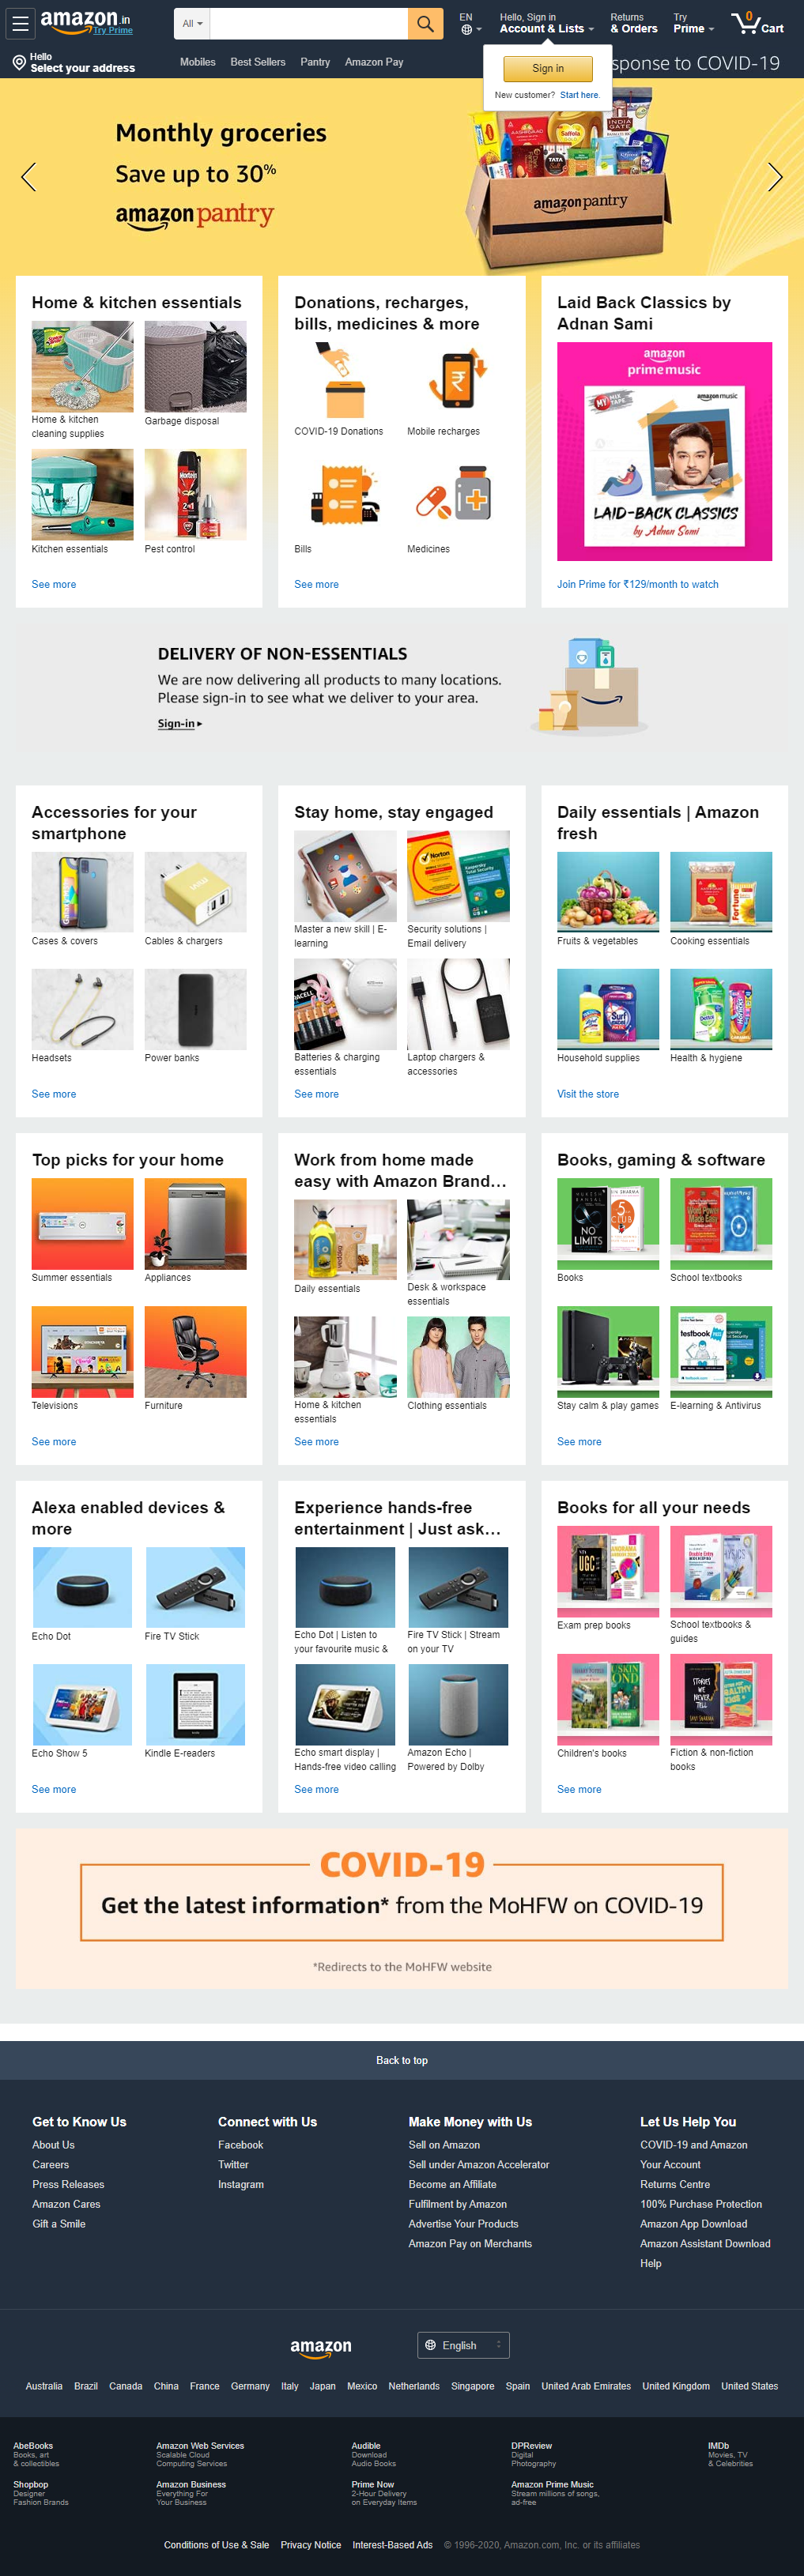 amazon.in
Try Prime
All
EN
Hello, Sign in
Account & Lists
Returns
& Orders
Try
Prime
0
Cart
Hello
Select your address
Mobiles
Best Sellers
Pantry
Amazon Pay
sponse to COVID-19
Sign in
New customer? Start here.
Monthly groceries
Save up to 30%
amazon pantry
AASHIRVAAD
Saffola
INDIA GATE
TATA
amazon pantry
Home & kitchen essentials
Home & kitchen
cleaning supplies
Garbage disposal
Kitchen essentials
Pest control
See more
Donations, recharges,
bills, medicines & more
COVID-19 Donations
Mobile recharges
Bills
Medicines
See more
Laid Back Classics by
Adnan Sami
amazon
prime music
MY MIX TAPE
amazon music
LAID-BACK CLASSICS
by Adnan Sami
Join Prime for ₹129/month to watch
DELIVERY OF NON-ESSENTIALS
We are now delivering all products to many locations.
Please sign-in to see what we deliver to your area.
Sign-in ▸
Accessories for your
smartphone
Cases & covers
Cables & chargers
Headsets
Power banks
See more
Stay home, stay engaged
Norton
Master a new skill | E-
learning
Security solutions |
Email delivery
Batteries & charging
essentials
Laptop chargers &
accessories
See more
Daily essentials | Amazon
fresh
Fruits & vegetables
Cooking essentials
Household supplies
Health & hygiene
Visit the store
Top picks for your home
Summer essentials
Appliances
Televisions
Furniture
See more
Work from home made
easy with Amazon Brand...
Daily essentials
Desk & workspace
essentials
Home & kitchen
essentials
Clothing essentials
See more
Books, gaming & software
NO
LIMITS
Books
School textbooks
testbook
Stay calm & play games
E-learning & Antivirus
See more
Alexa enabled devices &
more
Echo Dot
Fire TV Stick
Echo Show 5
Kindle E-readers
See more
Experience hands-free
entertainment | Just ask...
Echo Dot | Listen to
your favourite music &
Fire TV Stick | Stream
on your TV
Echo smart display |
Hands-free video calling
Amazon Echo |
Powered by Dolby
See more
Books for all your needs
UGC
Exam prep books
School textbooks &
guides
STORIES
WE
NEVER
TELL
Children's books
Fiction & non-fiction
books
See more
COVID-19
Get the latest information* from the MoHFW on COVID-19
*Redirects to the MoHFW website
Back to top
Get to Know Us
About Us
Careers
Press Releases
Amazon Cares
Gift a Smile
Connect with Us
Facebook
Twitter
Instagram
Make Money with Us
Sell on Amazon
Sell under Amazon Accelerator
Become an Affiliate
Fulfilment by Amazon
Advertise Your Products
Amazon Pay on Merchants
Let Us Help You
COVID-19 and Amazon
Your Account
Returns Centre
100% Purchase Protection
Amazon App Download
Amazon Assistant Download
Help
amazon
English
Australia Brazil Canada China France Germany Italy Japan Mexico Netherlands Singapore Spain United Arab Emirates United Kingdom United States
AbeBooks
Books, art
& collectibles
Amazon Web Services
Scalable Cloud
Computing Services
Audible
Download
Audio Books
DPReview
Digital
Photography
IMDb
Movies, TV
& Celebrities
Shopbop
Designer
Fashion Brands
Amazon Business
Everything For
Your Business
Prime Now
2-Hour Delivery
on Everyday Items
Amazon Prime Music
Stream millions of songs,
ad-free
Conditions of Use & Sale Privacy Notice Interest-Based Ads © 1996-2020, Amazon.com, Inc. or its affiliates